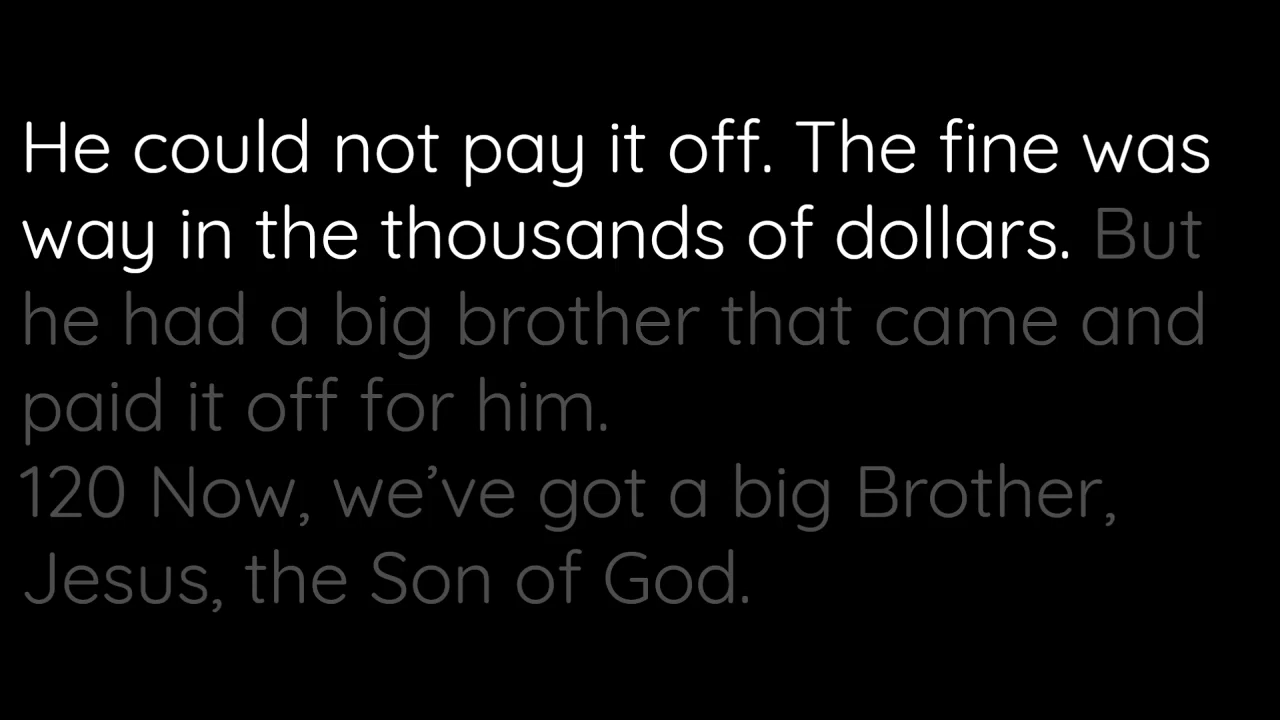 He could not pay it off. The fine was
way in the thousands of dollars. But
he had a big brother that came and
paid it off for him.
120 Now, we’ve got a big Brother,
Jesus, the Son of God.